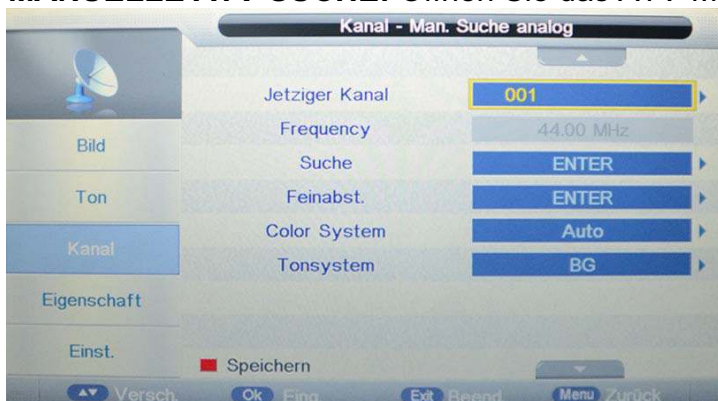 Kanal - Man. Suche analog
Jetziger Kanal 001
Frequency 44.00 MHz
Suche ENTER
Feinabst. ENTER
Color System Auto
Tonsystem BG
Bild
Ton
Kanal
Eigenschaft
Einst.
Speichern
Versch. Ok Eing Exit Beend Menu Zurück